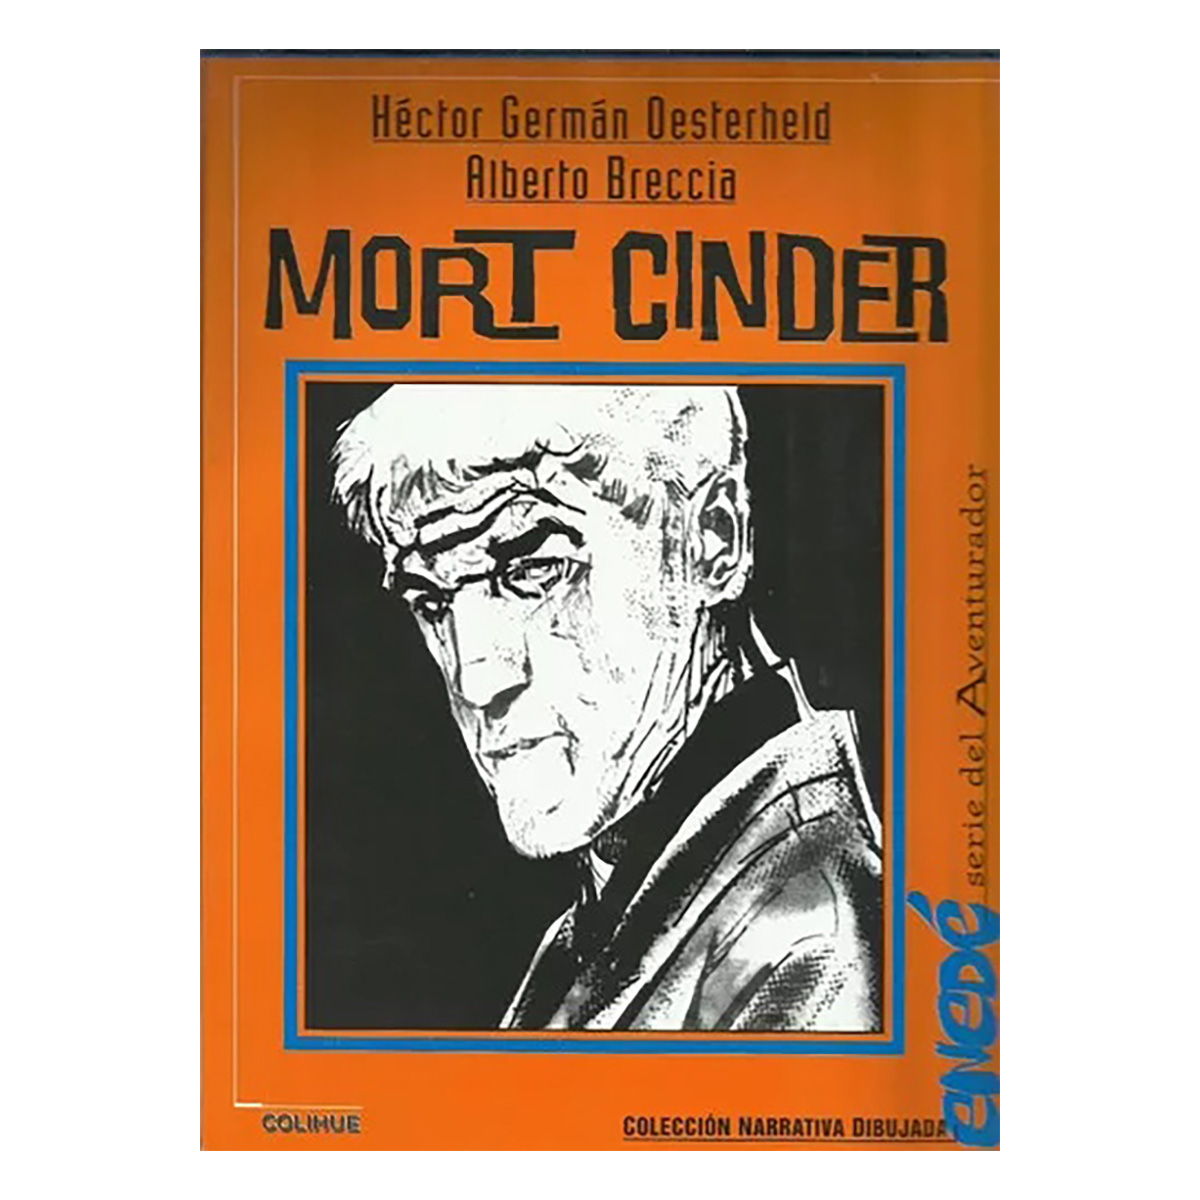 Héctor Germán Oesterheld
Alberto Breccia
MORT CINDER
serie del Aventurador
enedé
COLIHUE
COLECCIÓN NARRATIVA DIBUJADA